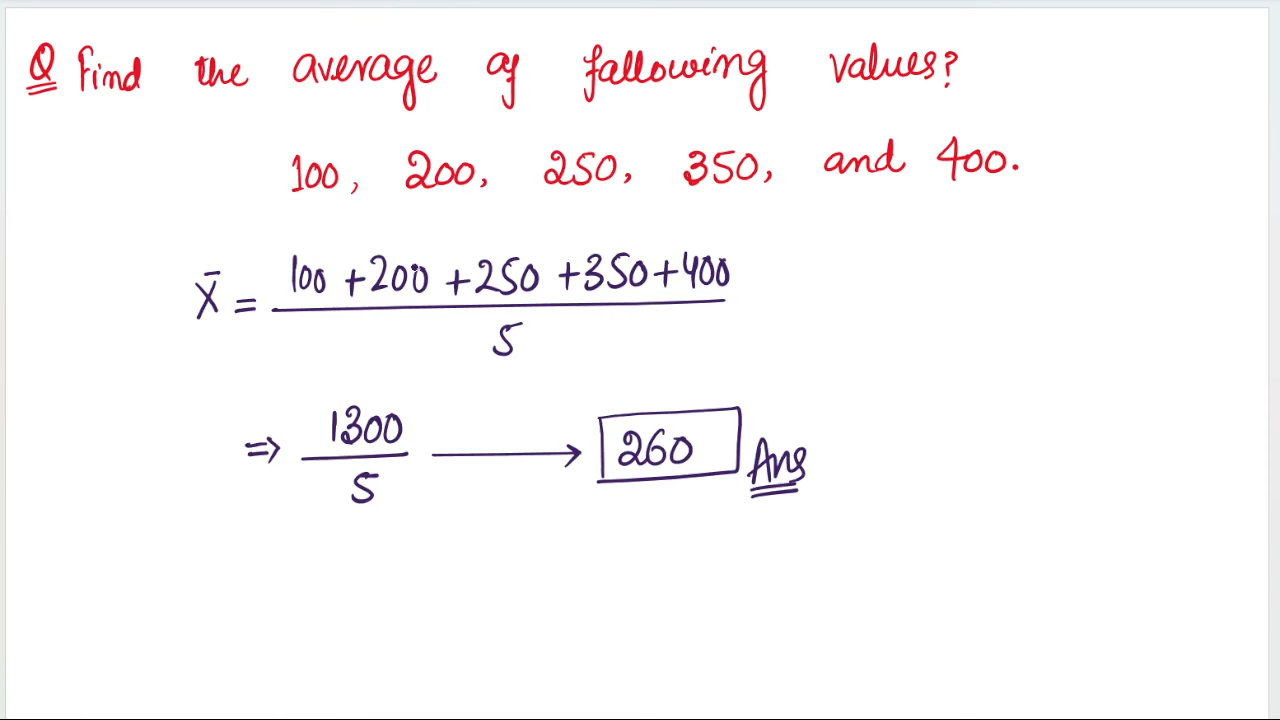 Q Find the average of fallowing values?
100, 200, 250, 350, and 400.
X̄ = 100 + 200 + 250 + 350 + 400
5
⇒ 1300 → 260 Ans
5